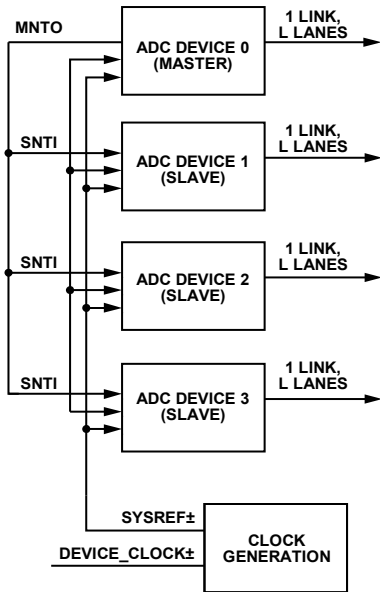 MNTO
ADC DEVICE 0
(MASTER)
1 LINK,
L LANES
SNTI
ADC DEVICE 1
(SLAVE)
1 LINK,
L LANES
SNTI
ADC DEVICE 2
(SLAVE)
1 LINK,
L LANES
SNTI
ADC DEVICE 3
(SLAVE)
1 LINK,
L LANES
SYSREF±
DEVICE_CLOCK±
CLOCK
GENERATION